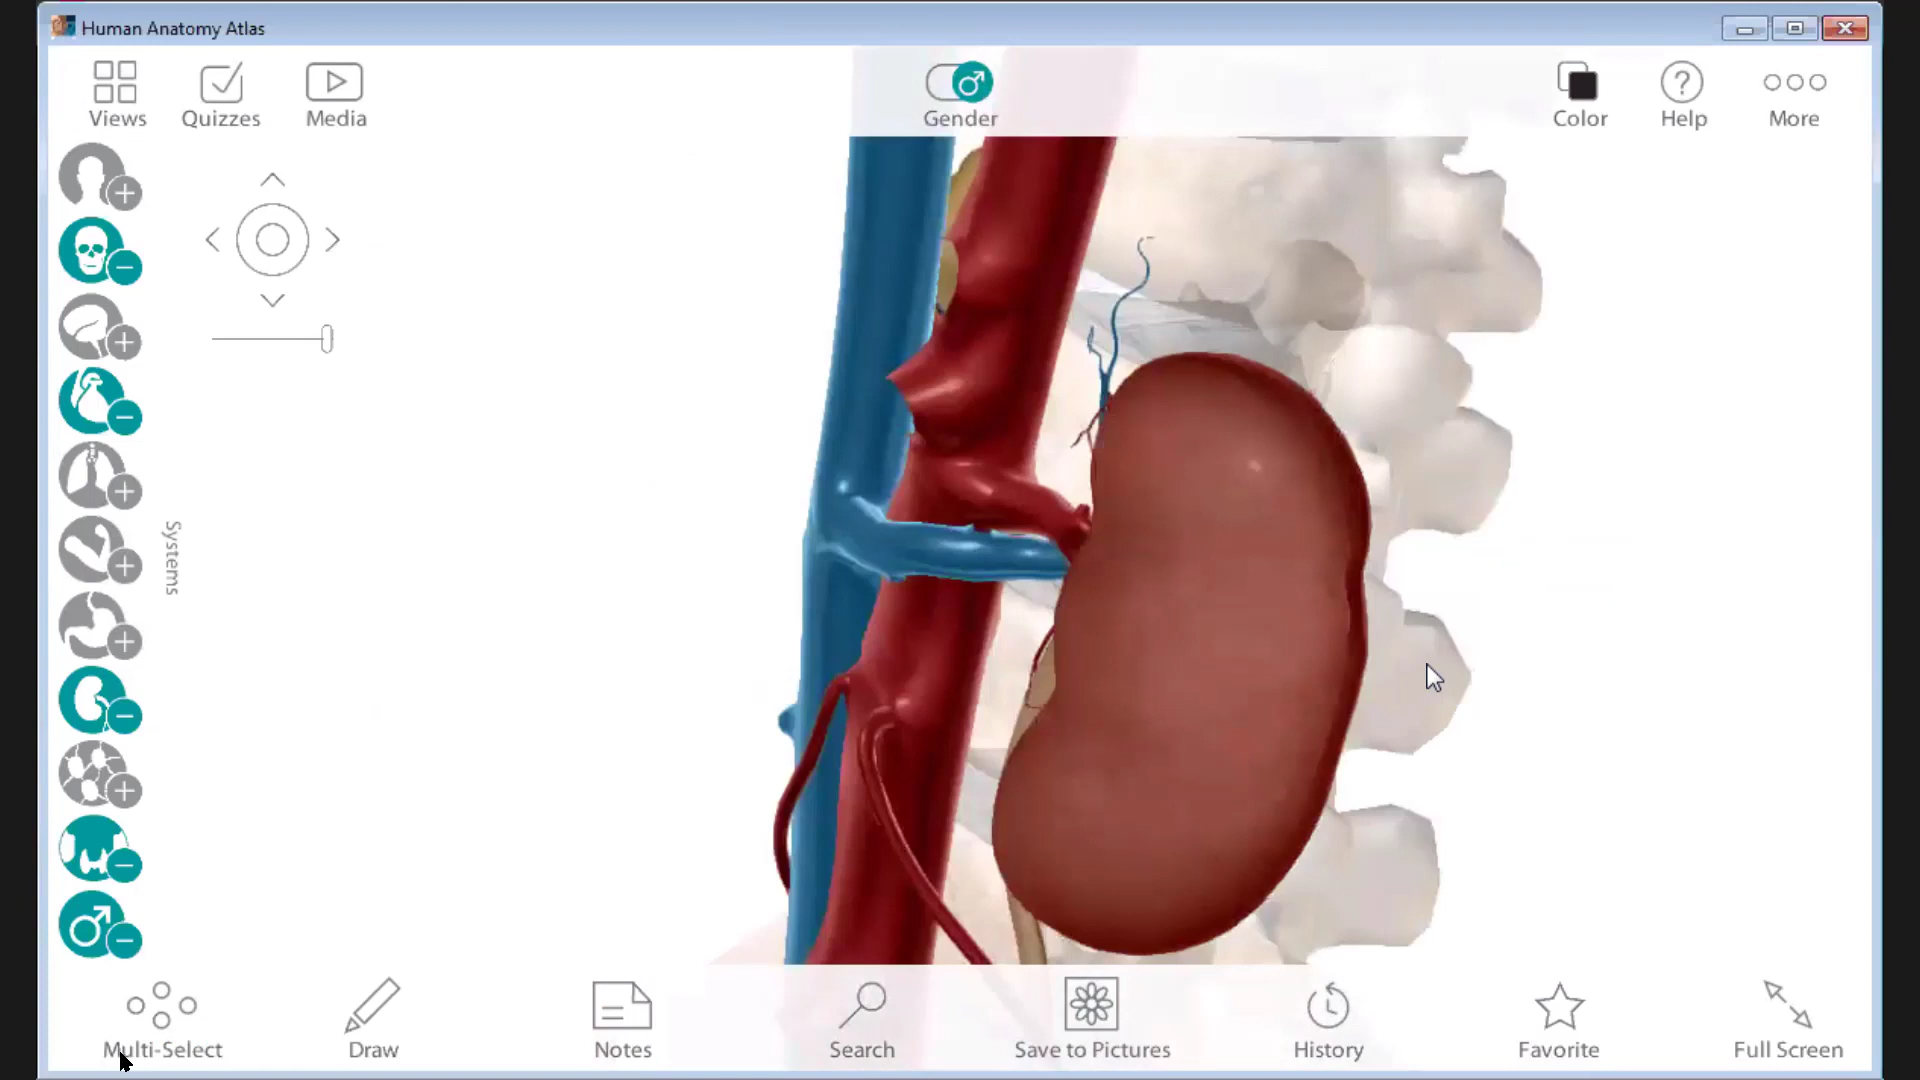 Human Anatomy Atlas
Views
Quizzes
Media
Gender
Color
Help
More
Systems
Multi-Select
Draw
Notes
Search
Save to Pictures
History
Favorite
Full Screen